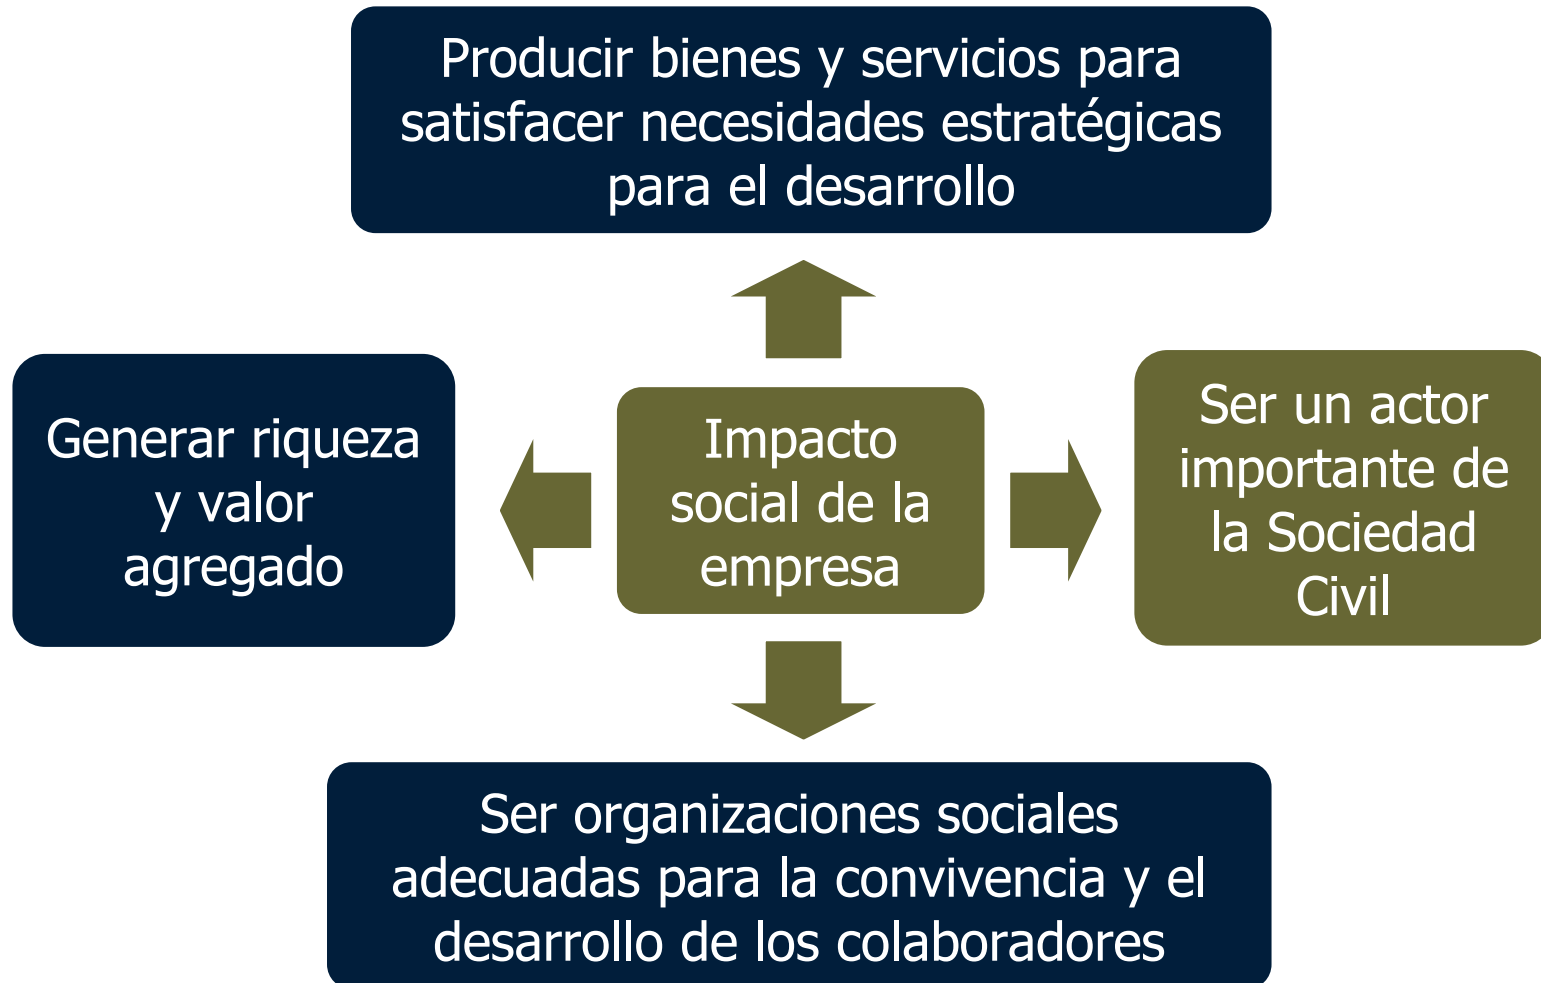 Producir bienes y servicios para
satisfacer necesidades estratégicas
para el desarrollo
Generar riqueza
y valor
agregado
Impacto
social de la
empresa
Ser un actor
importante de
la Sociedad
Civil
Ser organizaciones sociales
adecuadas para la convivencia y el
desarrollo de los colaboradores